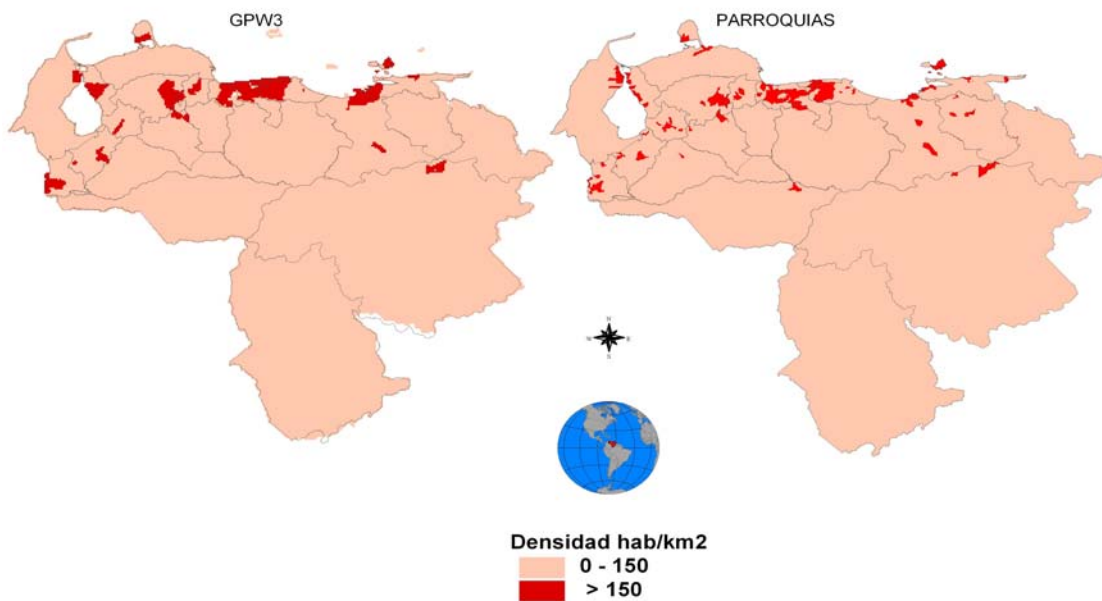 GPW3
PARROQUIAS
N
W
E
S
Densidad hab/km2
0 - 150
> 150